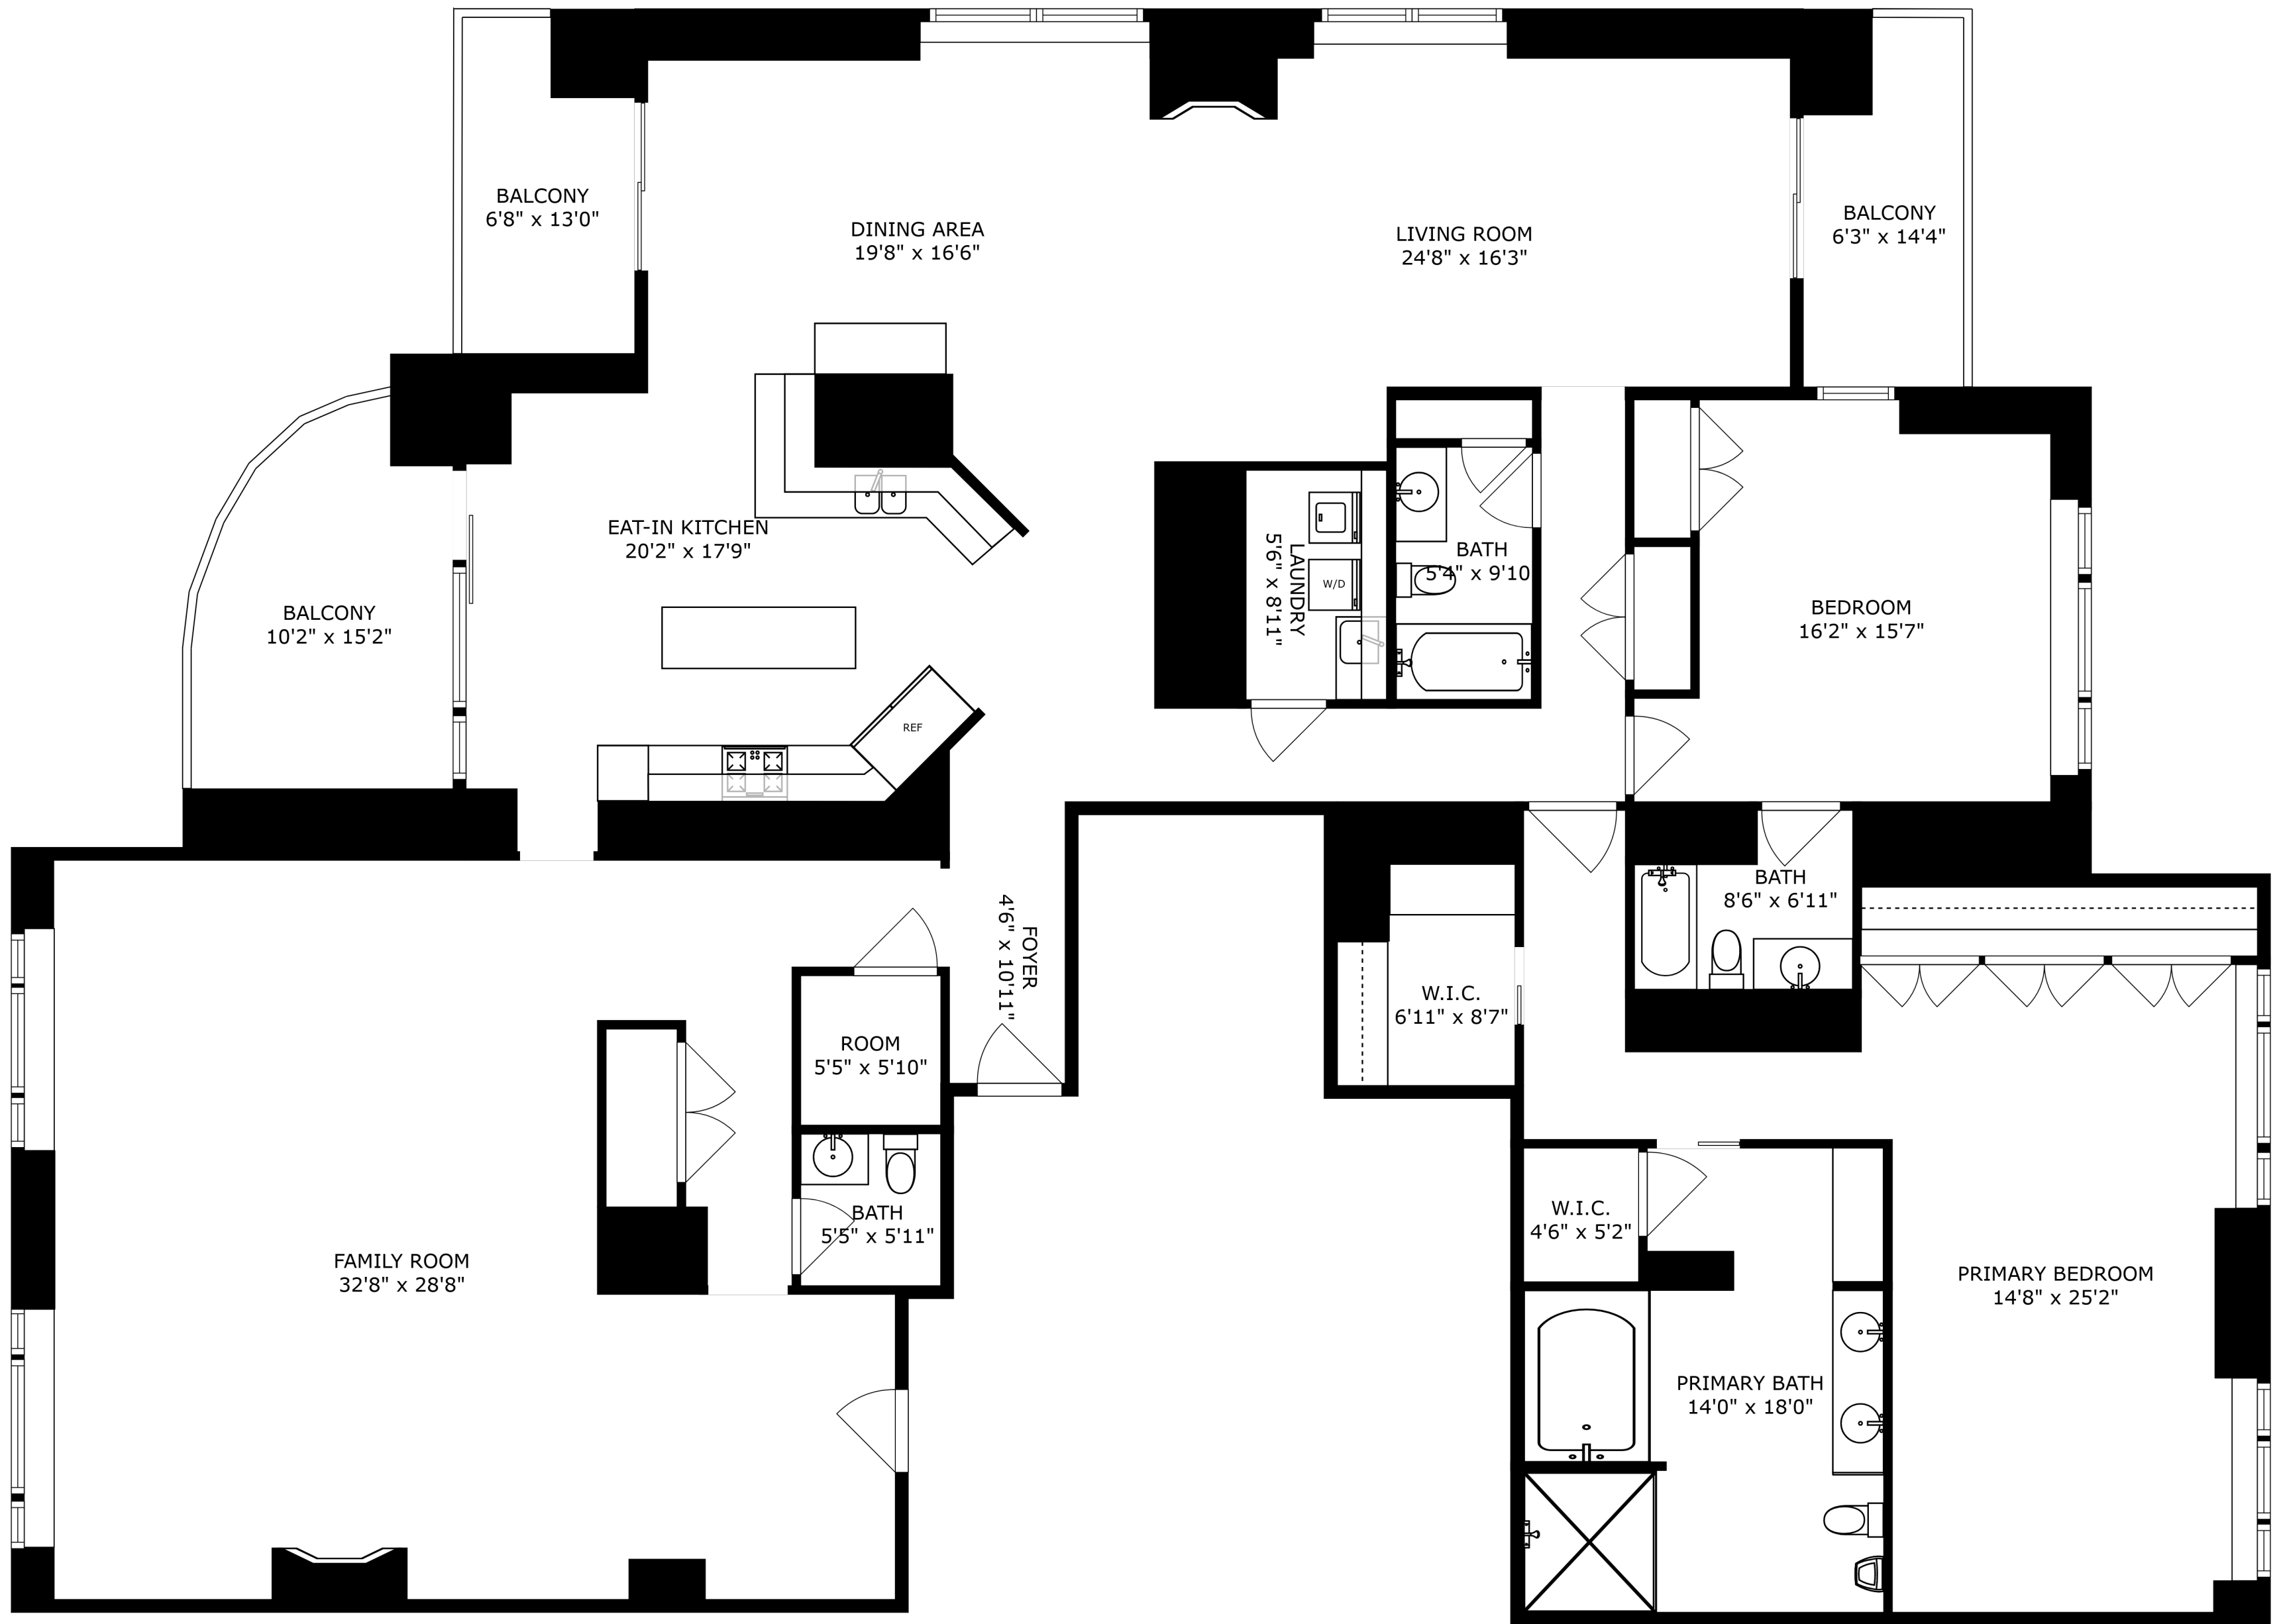 BALCONY
6'8" x 13'0"
DINING AREA
19'8" x 16'6"
LIVING ROOM
24'8" x 16'3"
BALCONY
6'3" x 14'4"
EAT-IN KITCHEN
20'2" x 17'9"
BALCONY
10'2" x 15'2"
LAUNDRY
5'6" x 8'11"
W/D
BATH
5'4" x 9'10
BEDROOM
16'2" x 15'7"
REF
FOYER
4'6" x 10'11"
BATH
8'6" x 6'11"
W.I.C.
6'11" x 8'7"
ROOM
5'5" x 5'10"
BATH
5'5" x 5'11"
W.I.C.
4'6" x 5'2"
FAMILY ROOM
32'8" x 28'8"
PRIMARY BEDROOM
14'8" x 25'2"
PRIMARY BATH
14'0" x 18'0"